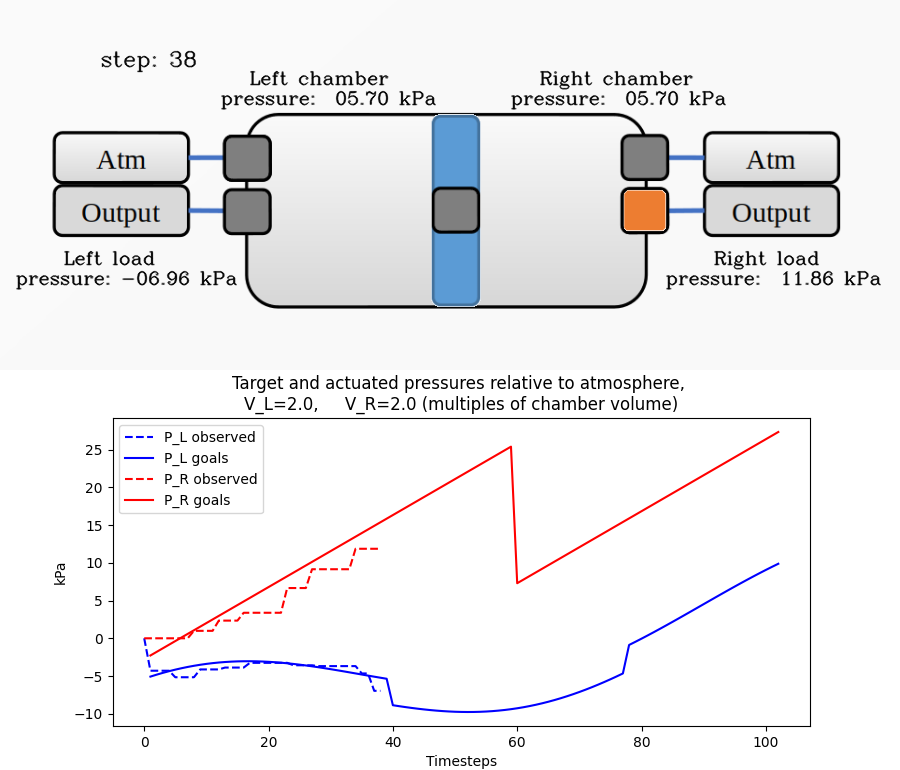 step: 38
Left chamber
pressure:  05.70 kPa
Right chamber
pressure:  05.70 kPa
Atm
Output
Atm
Output
Left load
pressure: -06.96 kPa
Right load
pressure:  11.86 kPa
Target and actuated pressures relative to atmosphere,
V_L=2.0,     V_R=2.0 (multiples of chamber volume)
P_L observed
P_L goals
P_R observed
P_R goals
kPa
25
20
15
10
5
0
−5
−10
0 20 40 60 80 100
Timesteps